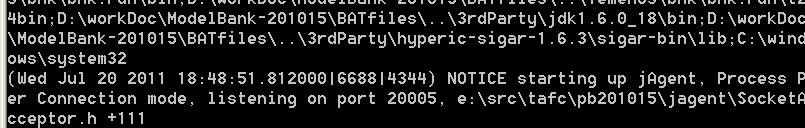 4bin;D:\workDoc\ModelBank-201015\BATfiles\..\3rdParty\jdk1.6.0_18\bin;D:\workDoc
\ModelBank-201015\BATfiles\..\3rdParty\hyperic-sigar-1.6.3\sigar-bin\lib;C:\wind
ows\system32
(Wed Jul 20 2011 18:48:51.812000|6688|4344) NOTICE starting up jAgent, Process P
er Connection mode, listening on port 20005, e:\src\tafc\pb201015\jagent\SocketA
cceptor.h +111